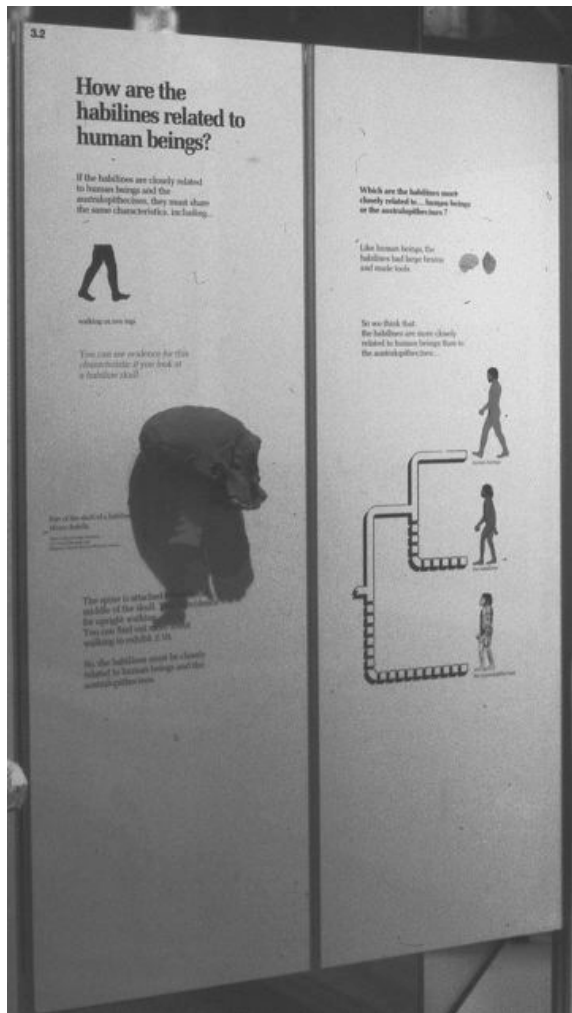 3.2
How are the
habilines related to
human beings?
If the habilines are closely related
to human beings and the
australopithecines, they must share
the same characteristics, including...
walking on two legs
You can see evidence for this
characteristic if you look at
a habiline skull
Part of the skull of a habiline
The spine is attached
middle of the skull.
for upright walking.
You can find out
walking in exhibit
So, the habilines must be closely
related to human beings and the
australopithecines.
Which are the habilines most
closely related to... human beings
or the australopithecines?
Like human beings, the
habilines had large brains
and made tools.
So we think that
the habilines are more closely
related to human beings than to
the australopithecines...
human beings
the habilines
the australopithecines